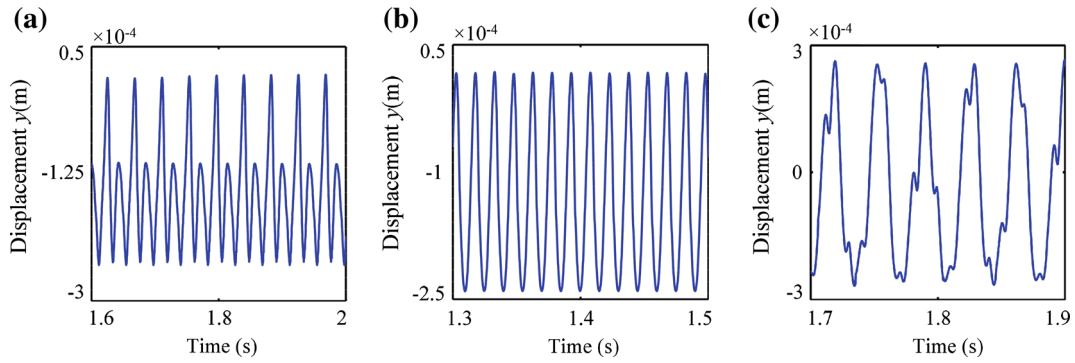 (a)
×10⁻⁴
0.5
-1.25
-3
1.6
1.8
2
Displacement y(m)
Time (s)
(b)
×10⁻⁴
0.5
-1
-2.5
1.3
1.4
1.5
Displacement y(m)
Time (s)
(c)
×10⁻⁴
3
0
-3
1.7
1.8
1.9
Displacement y(m)
Time (s)